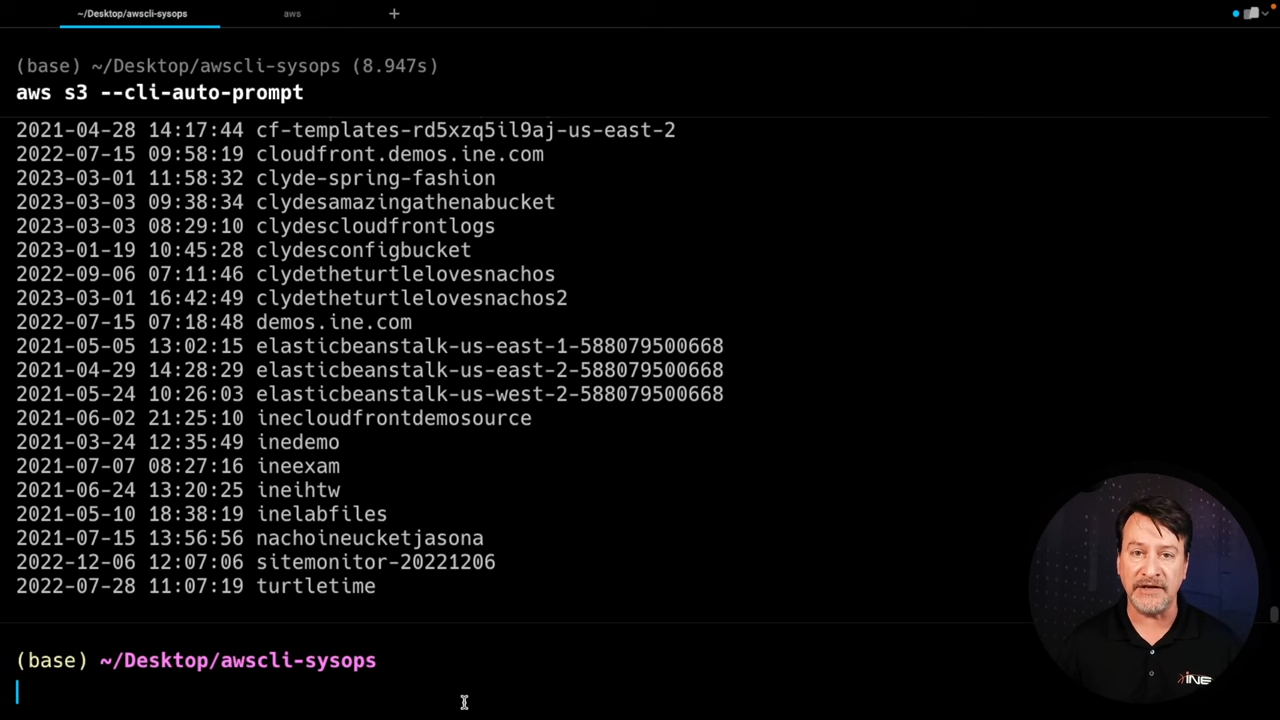 ~/Desktop/awscli-sysops
aws
+
(base) ~/Desktop/awscli-sysops (8.947s)
aws s3 --cli-auto-prompt
2021-04-28 14:17:44 cf-templates-rd5xzq5il9aj-us-east-2
2022-07-15 09:58:19 cloudfront.demos.ine.com
2023-03-01 11:58:32 clyde-spring-fashion
2023-03-03 09:38:34 clydesamazingathenabucket
2023-03-03 08:29:10 clydescloudfrontlogs
2023-01-19 10:45:28 clydesconfigbucket
2022-09-06 07:11:46 clydetheturtlelovesnachos
2023-03-01 16:42:49 clydetheturtlelovesnachos2
2022-07-15 07:18:48 demos.ine.com
2021-05-05 13:02:15 elasticbeanstalk-us-east-1-588079500668
2021-04-29 14:28:29 elasticbeanstalk-us-east-2-588079500668
2021-05-24 10:26:03 elasticbeanstalk-us-west-2-588079500668
2021-06-02 21:25:10 inecloudfrontdemosource
2021-03-24 12:35:49 inedemo
2021-07-07 08:27:16 ineexam
2021-06-24 13:20:25 ineihtw
2021-05-10 18:38:19 inelabfiles
2021-07-15 13:56:56 nachoineucketjasona
2022-12-06 12:07:06 sitemonitor-20221206
2022-07-28 11:07:19 turtletime
(base) ~/Desktop/awscli-sysops
INE